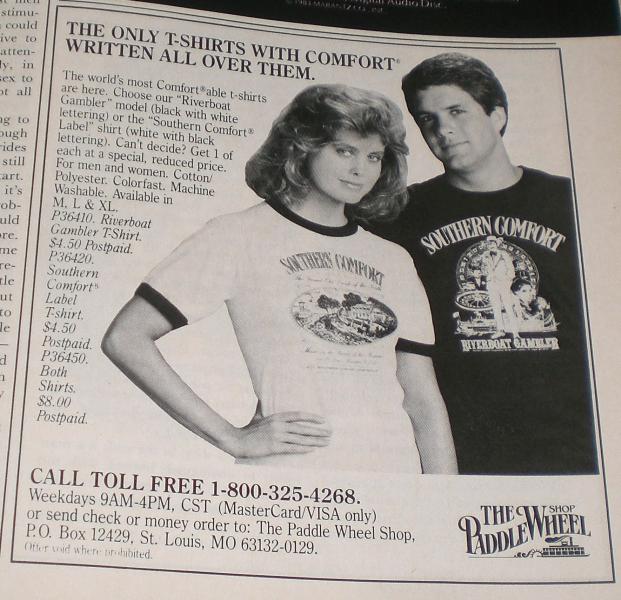 © 1983 MARANTZ CO., INC.
THE ONLY T-SHIRTS WITH COMFORT®
WRITTEN ALL OVER THEM.
The world's most Comfort®able t-shirts
are here. Choose our "Riverboat
Gambler" model (black with white
lettering) or the "Southern Comfort®
Label" shirt (white with black
lettering). Can't decide? Get 1 of
each at a special, reduced price.
For men and women. Cotton/
Polyester. Colorfast. Machine
Washable. Available in
M, L & XL.
P36410. Riverboat
Gambler T-Shirt.
$4.50 Postpaid.
P36420.
Southern
Comfort®
Label
T-shirt.
$4.50
Postpaid.
P36450.
Both
Shirts.
$8.00
Postpaid.
SOUTHERN COMFORT
SOUTHERN COMFORT
RIVERBOAT GAMBLER
CALL TOLL FREE 1-800-325-4268.
Weekdays 9AM-4PM, CST (MasterCard/VISA only)
or send check or money order to: The Paddle Wheel Shop,
P.O. Box 12429, St. Louis, MO 63132-0129.
Offer void where prohibited.
THE
PADDLE WHEEL
SHOP